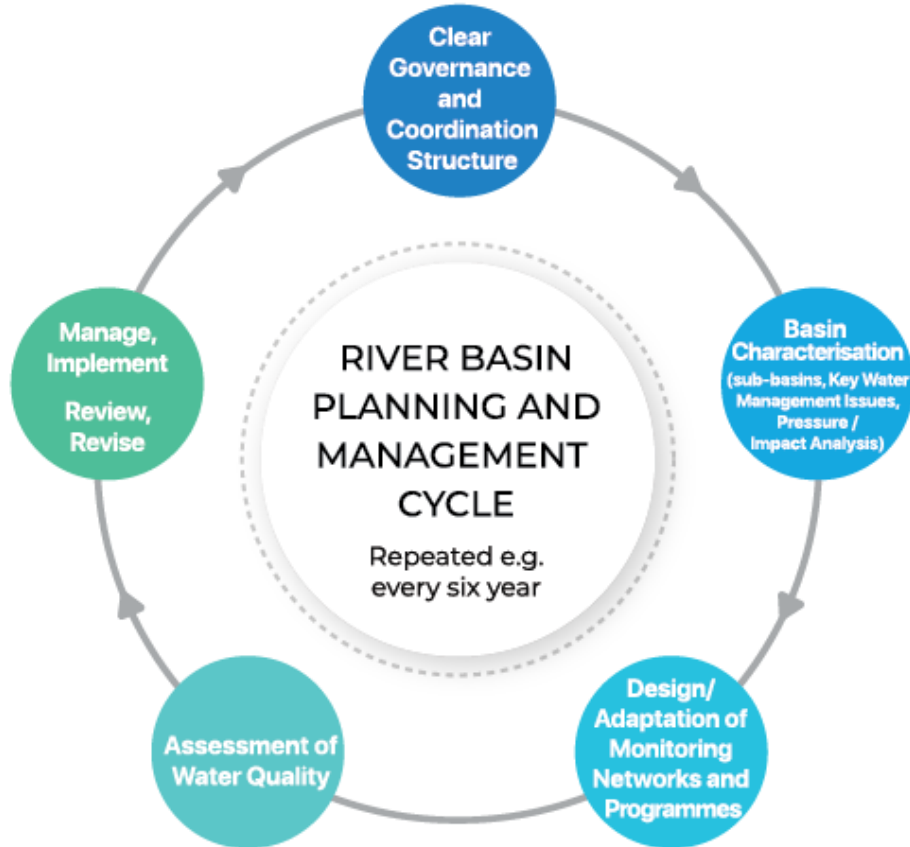 Clear
Governance
and
Coordination
Structure
Basin
Characterisation
(sub-basins, Key Water
Management Issues,
Pressure /
Impact Analysis)
Design/
Adaptation of
Monitoring
Networks and
Programmes
Assessment of
Water Quality
Manage,
Implement
Review,
Revise
RIVER BASIN
PLANNING AND
MANAGEMENT
CYCLE
Repeated e.g.
every six year